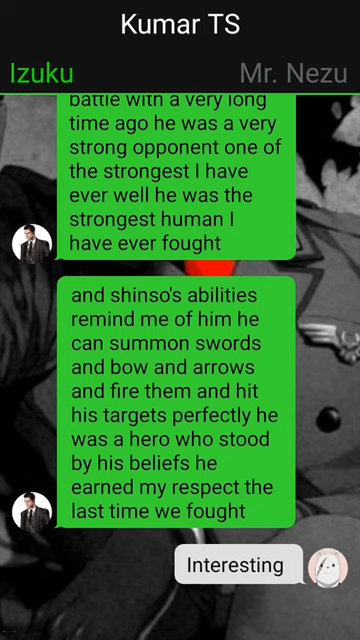 Kumar TS
Izuku
Mr. Nezu
battle with a very long
time ago he was a very
strong opponent one of
the strongest I have
ever well he was the
strongest human I
have ever fought
and shinso's abilities
remind me of him he
can summon swords
and bow and arrows
and fire them and hit
his targets perfectly he
was a hero who stood
by his beliefs he
earned my respect the
last time we fought
Interesting